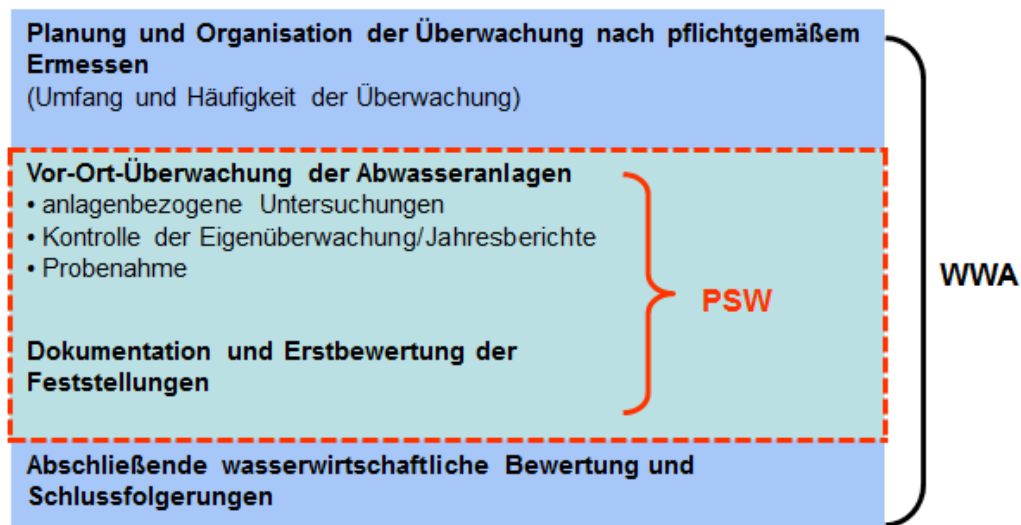 Planung und Organisation der Überwachung nach pflichtgemäßem
Ermessen
(Umfang und Häufigkeit der Überwachung)
Vor-Ort-Überwachung der Abwasseranlagen
• anlagenbezogene Untersuchungen
• Kontrolle der Eigenüberwachung/Jahresberichte
• Probenahme
PSW
WWA
Dokumentation und Erstbewertung der
Feststellungen
Abschließende wasserwirtschaftliche Bewertung und
Schlussfolgerungen